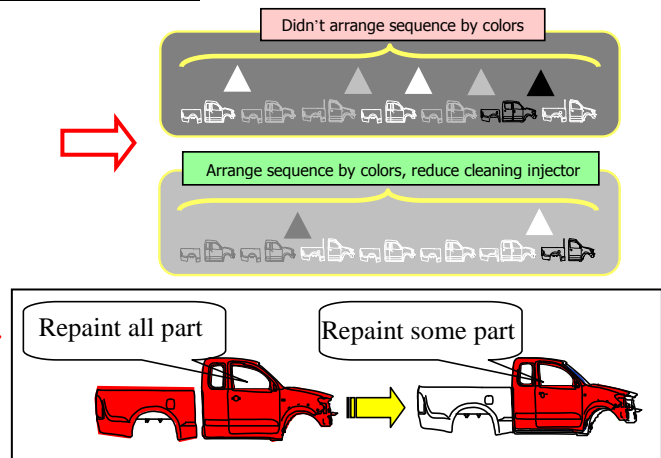 Didn't arrange sequence by colors
Arrange sequence by colors, reduce cleaning injector
Repaint all part
Repaint some part